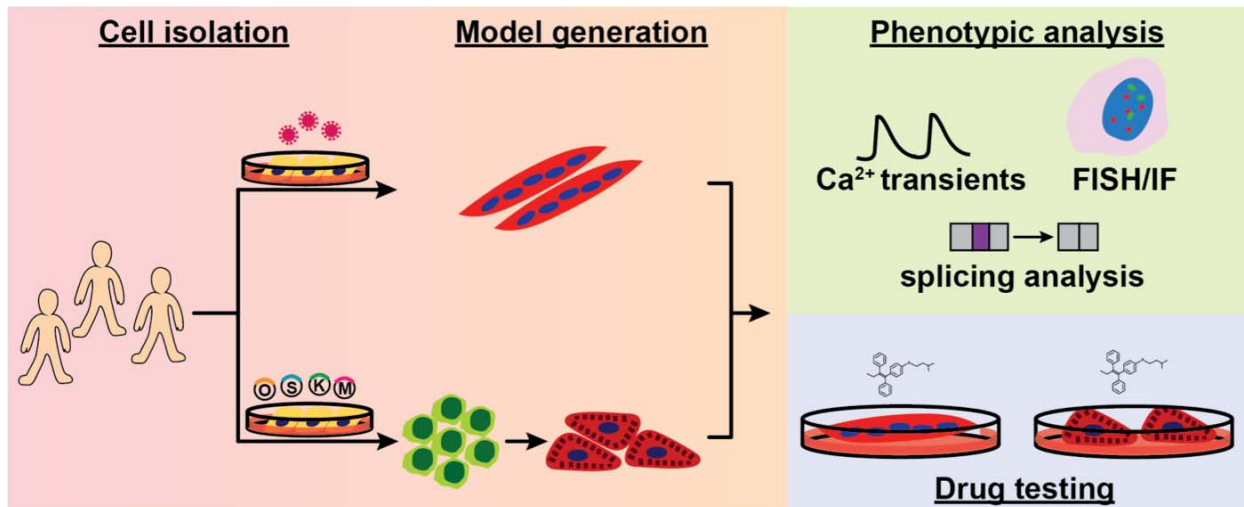 Cell isolation
Model generation
Phenotypic analysis
Ca²⁺ transients
FISH/IF
splicing analysis
O S K M
Drug testing